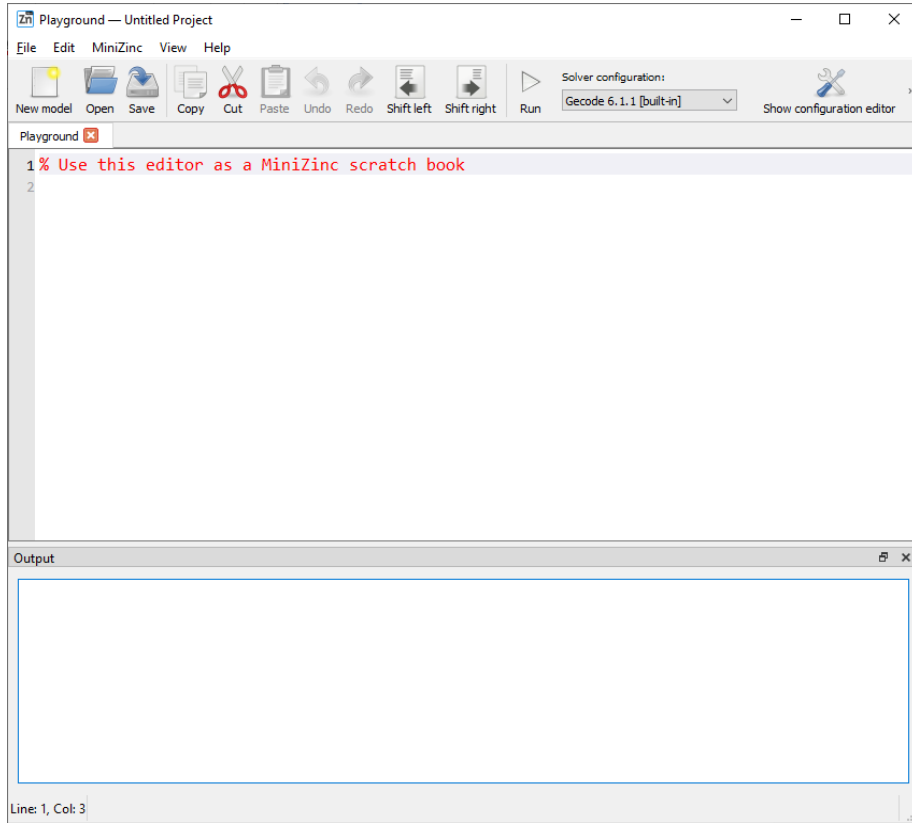 Zn Playground — Untitled Project
File Edit MiniZinc View Help
New model Open Save Copy Cut Paste Undo Redo Shift left Shift right Run Solver configuration: Gecode 6.1.1 [built-in] Show configuration editor
Playground
1 % Use this editor as a MiniZinc scratch book
2
Output
Line: 1, Col: 3